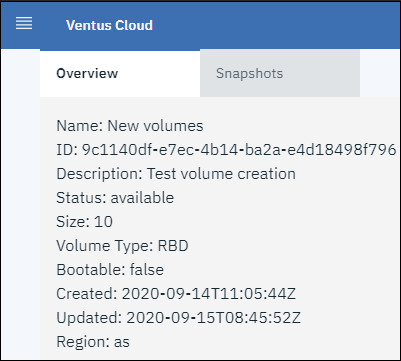 Ventus Cloud
Overview
Snapshots
Name: New volumes
ID: 9c1140df-e7ec-4b14-ba2a-e4d18498f796
Description: Test volume creation
Status: available
Size: 10
Volume Type: RBD
Bootable: false
Created: 2020-09-14T11:05:44Z
Updated: 2020-09-15T08:45:52Z
Region: as